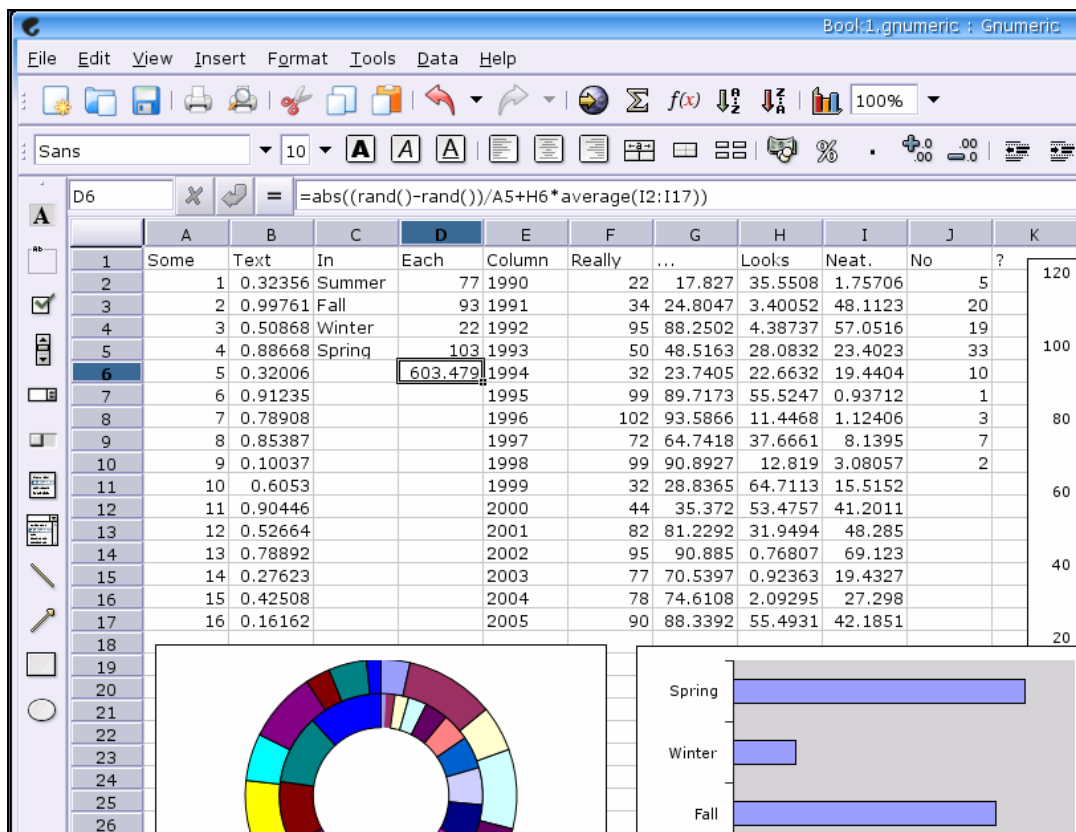 Book1.gnumeric : Gnumeric
File Edit View Insert Format Tools Data Help
f(x) A Z Z A 100%
Sans 10 A A A a % .0 .00 .00 .0
D6 = =abs((rand()-rand())/A5+H6*average(I2:I17))
A
Ab
A B C D E F G H I J K
1 Some Text In Each Column Really ... Looks Neat. No ?
2 1 0.32356 Summer 77 1990 22 17.827 35.5508 1.75706 5
3 2 0.99761 Fall 93 1991 34 24.8047 3.40052 48.1123 20
4 3 0.50868 Winter 22 1992 95 88.2502 4.38737 57.0516 19
5 4 0.88668 Spring 103 1993 50 48.5163 28.0832 23.4023 33
6 5 0.32006 603.479 1994 32 23.7405 22.6632 19.4404 10
7 6 0.91235 1995 99 89.7173 55.5247 0.93712 1
8 7 0.78908 1996 102 93.5866 11.4468 1.12406 3
9 8 0.85387 1997 72 64.7418 37.6661 8.1395 7
10 9 0.10037 1998 99 90.8927 12.819 3.08057 2
11 10 0.6053 1999 32 28.8365 64.7113 15.5152
12 11 0.90446 2000 44 35.372 53.4757 41.2011
13 12 0.52664 2001 82 81.2292 31.9494 48.285
14 13 0.78892 2002 95 90.885 0.76807 69.123
15 14 0.27623 2003 77 70.5397 0.92363 19.4327
16 15 0.42508 2004 78 74.6108 2.09295 27.298
17 16 0.16162 2005 90 88.3392 55.4931 42.1851
18
19
20
21
22
23
24
25
26
120
100
80
60
40
20
Spring
Winter
Fall